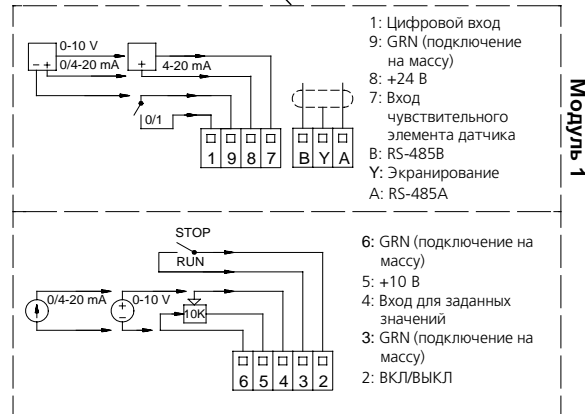 0-10 V
0/4-20 mA
4-20 mA
- +
+
0/1
1 9 8 7
B Y A
1: Цифровой вход
9: GRN (подключение
на массу)
8: +24 В
7: Вход
чувствительного
элемента датчика
B: RS-485B
Y: Экранирование
A: RS-485A
Модуль 1
STOP
RUN
0/4-20 mA
+
-
0-10 V
10K
6 5 4 3 2
6: GRN (подключение на
массу)
5: +10 В
4: Вход для заданных
значений
3: GRN (подключение на
массу)
2: ВКЛ/ВЫКЛ